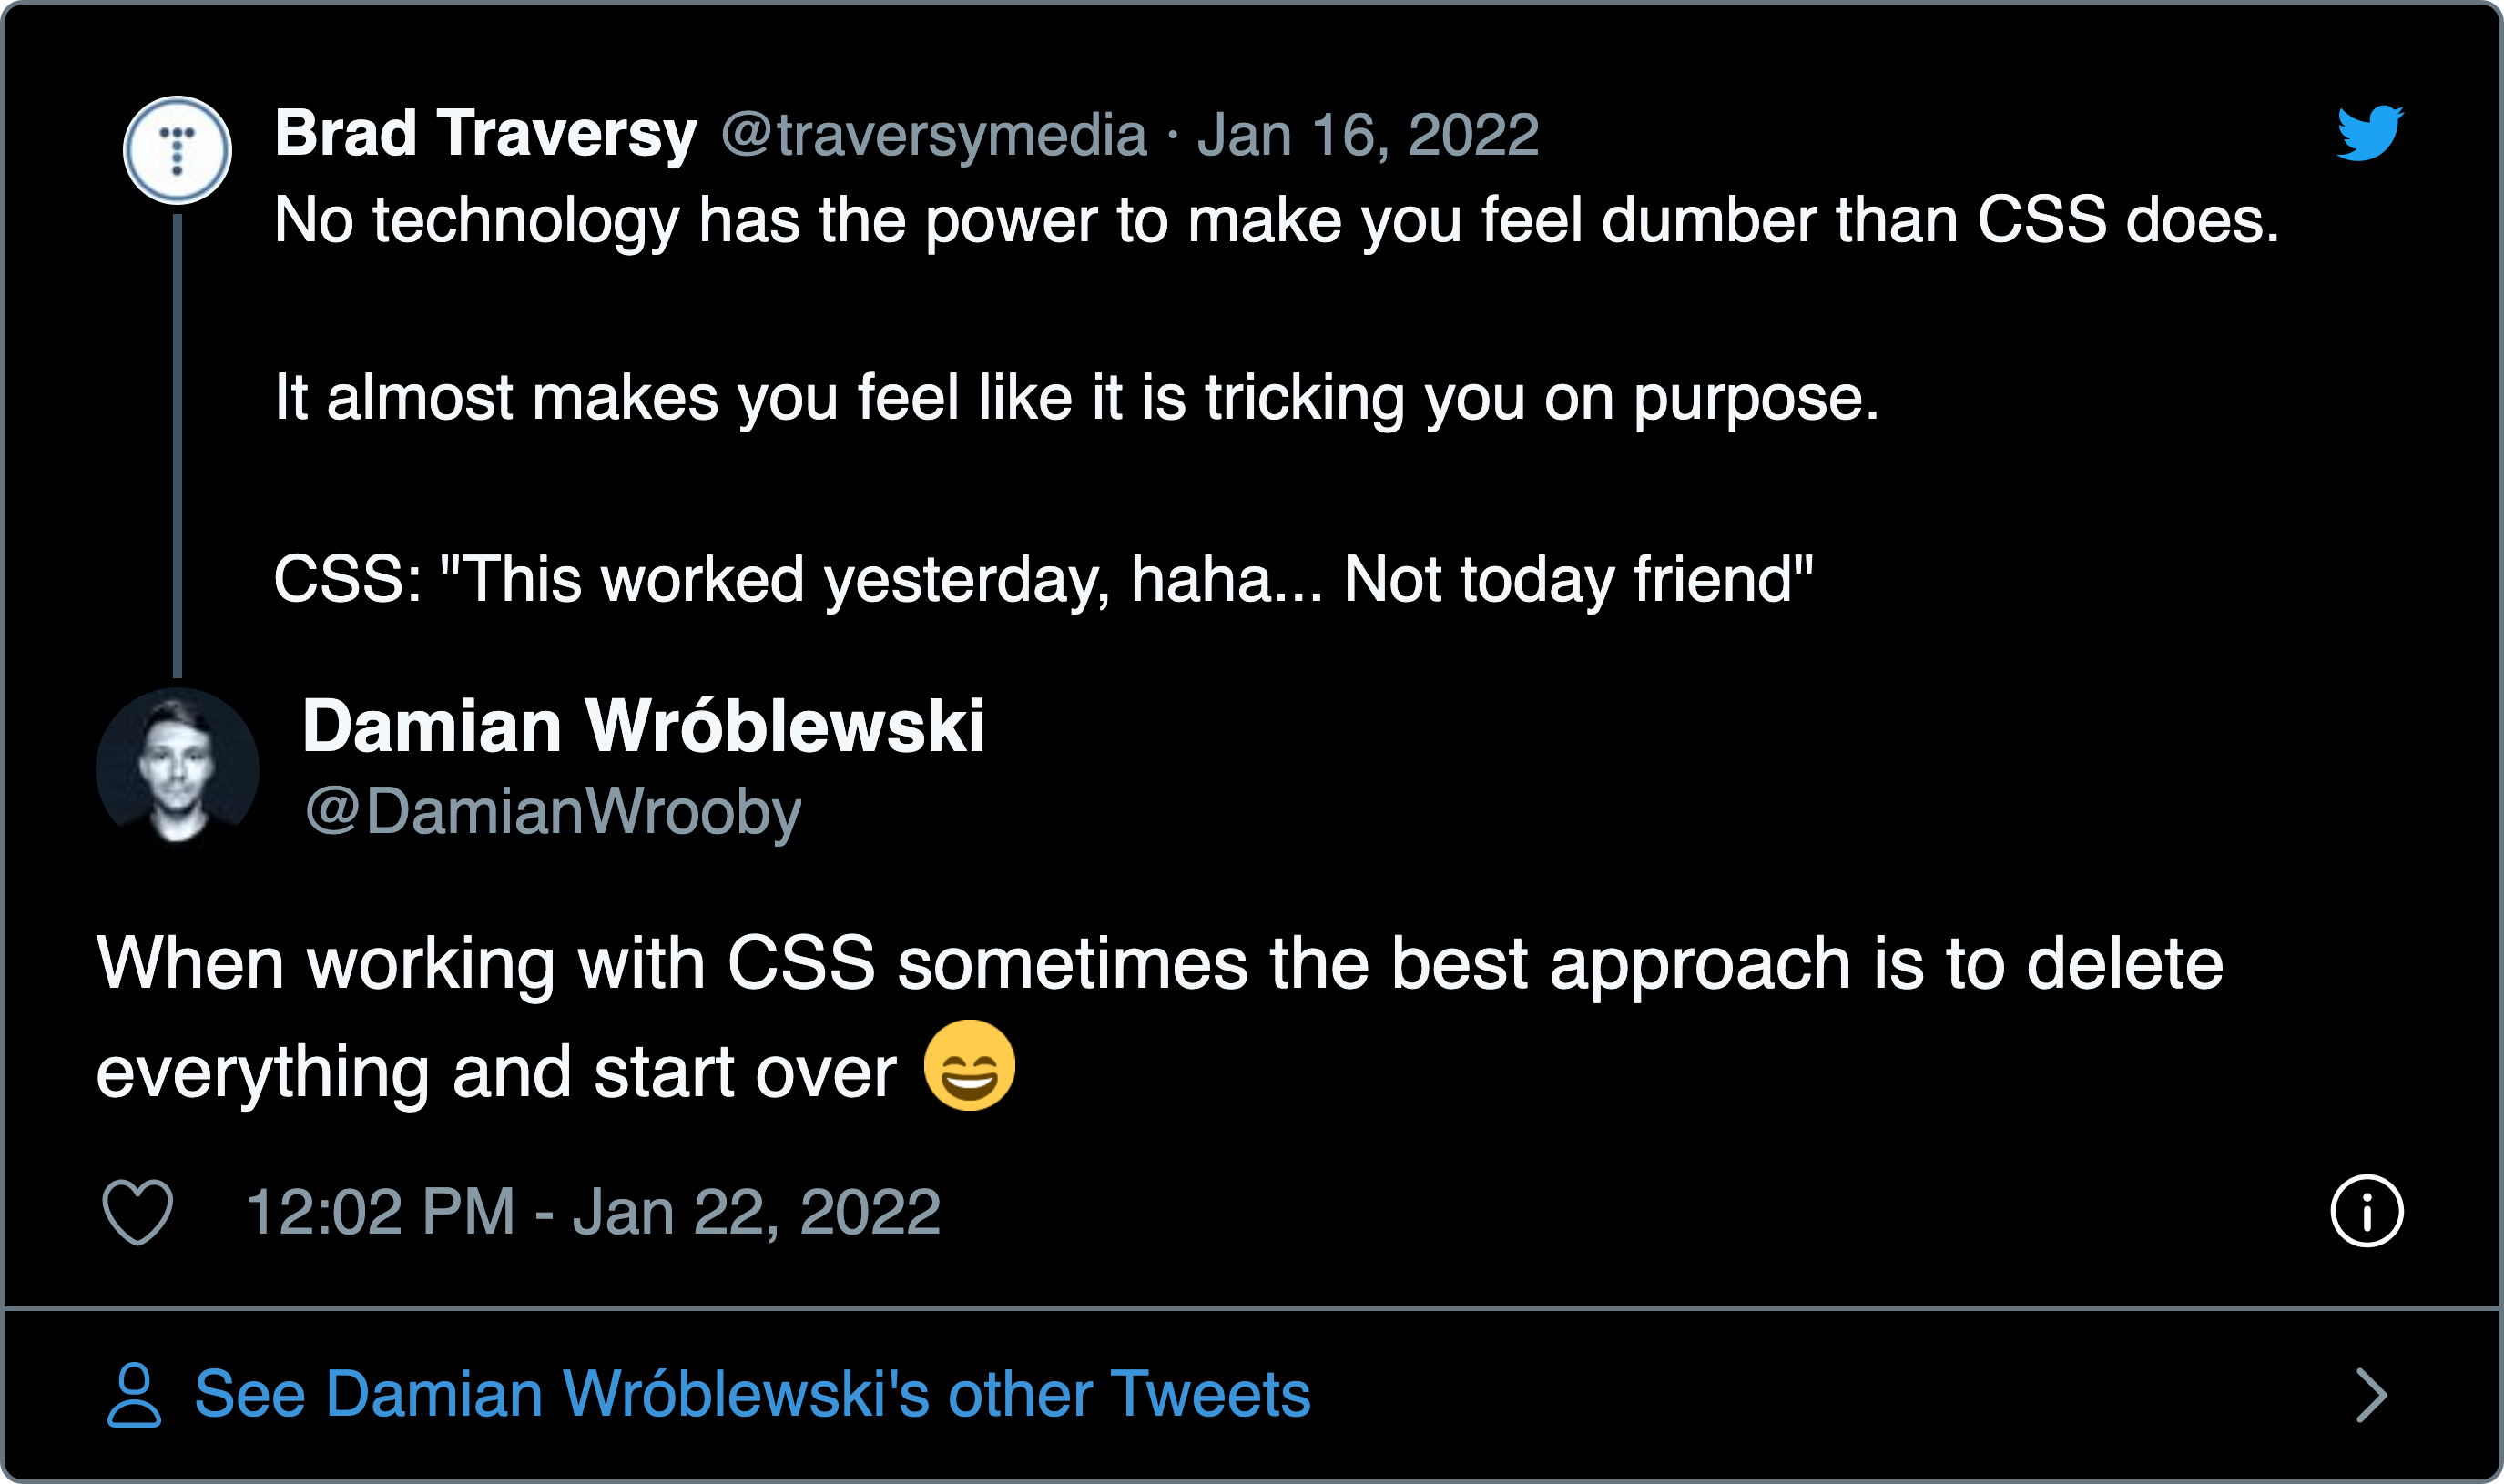 Brad Traversy @traversymedia · Jan 16, 2022
No technology has the power to make you feel dumber than CSS does.
It almost makes you feel like it is tricking you on purpose.
CSS: "This worked yesterday, haha... Not today friend"
Damian Wróblewski
@DamianWrooby
When working with CSS sometimes the best approach is to delete
everything and start over 😄
12:02 PM - Jan 22, 2022
See Damian Wróblewski's other Tweets